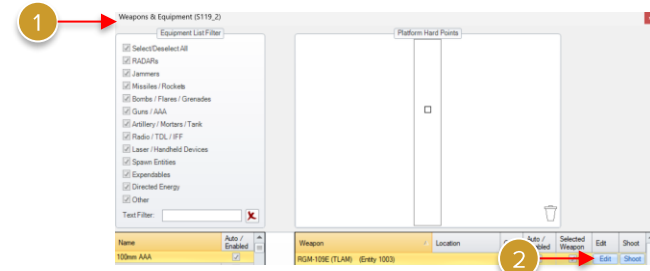 1
Weapons & Equipment (S119_2)
Equipment List Filter
Select/Deselect All
RADARs
Jammers
Missiles / Rockets
Bombs / Flares / Grenades
Guns / AAA
Artillery / Mortars / Tank
Radio / TDL / IFF
Laser / Handheld Devices
Spawn Entities
Expendables
Directed Energy
Other
Text Filter:
Platform Hard Points
Name Auto / Enabled
100mm AAA
Weapon Location Auto / Selected Weapon Edit Shoot
2
RGM-109E (TLAM) (Entity 1003) Edit Shoot